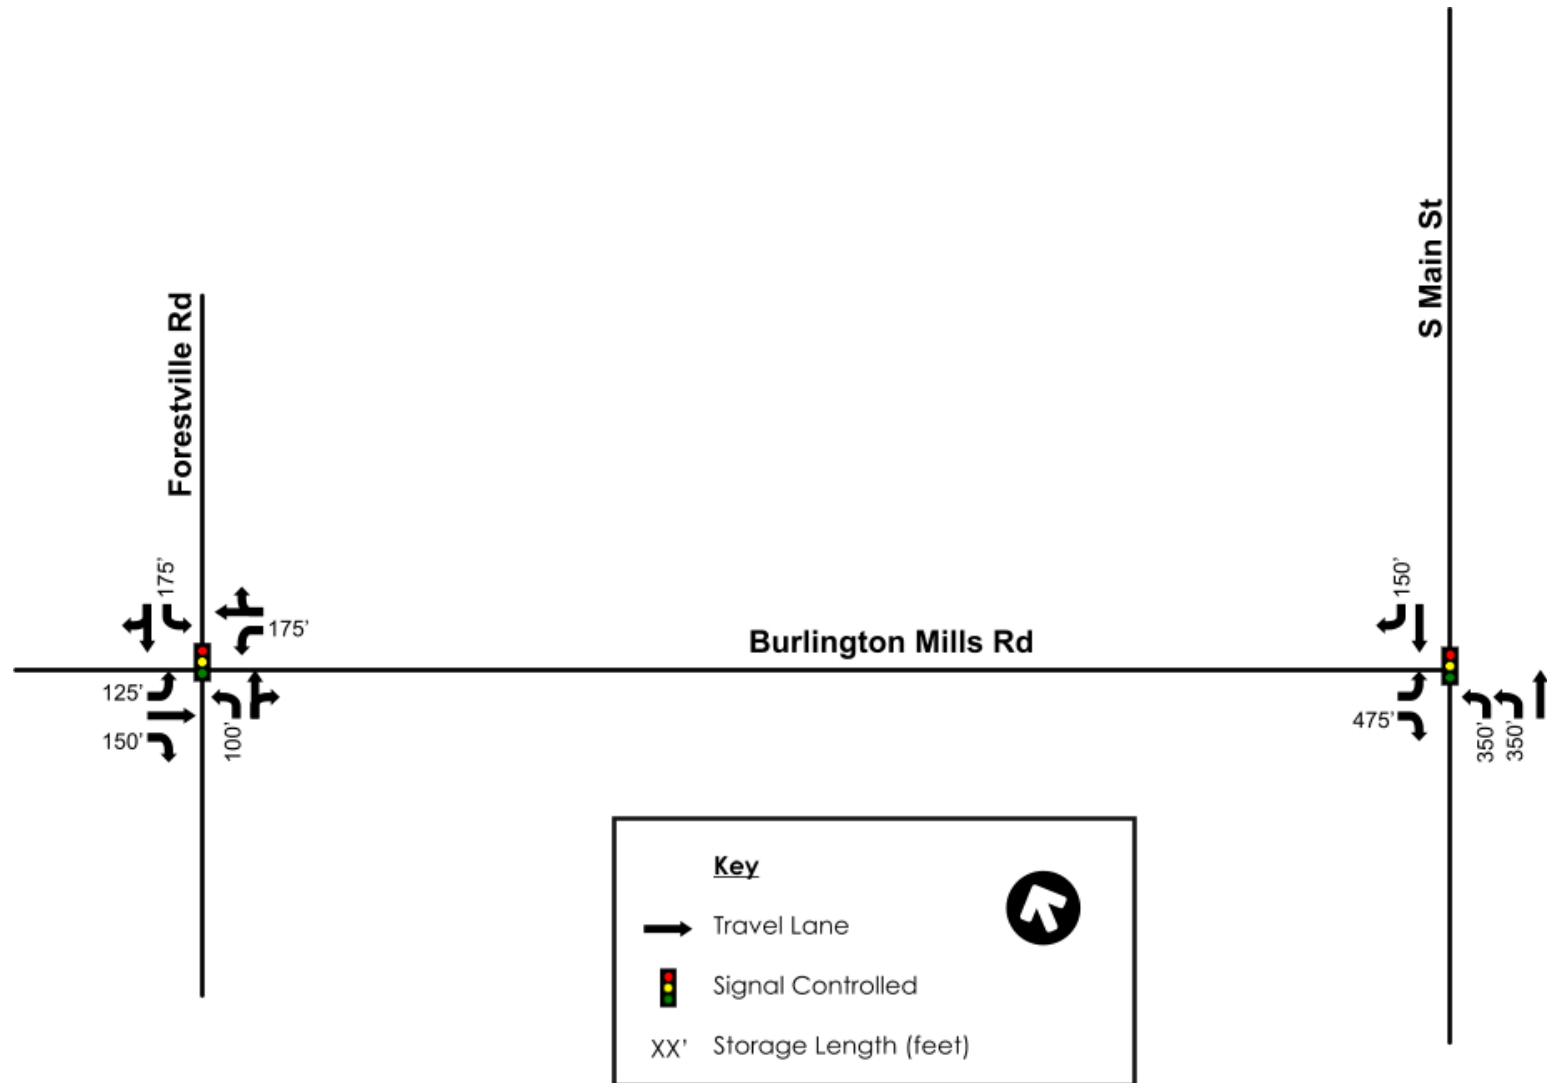 S Main St
Forestville Rd
175'
175'
150'
Burlington Mills Rd
125'
150'
100'
475'
350'
350'
Key
Travel Lane
Signal Controlled
XX' Storage Length (feet)